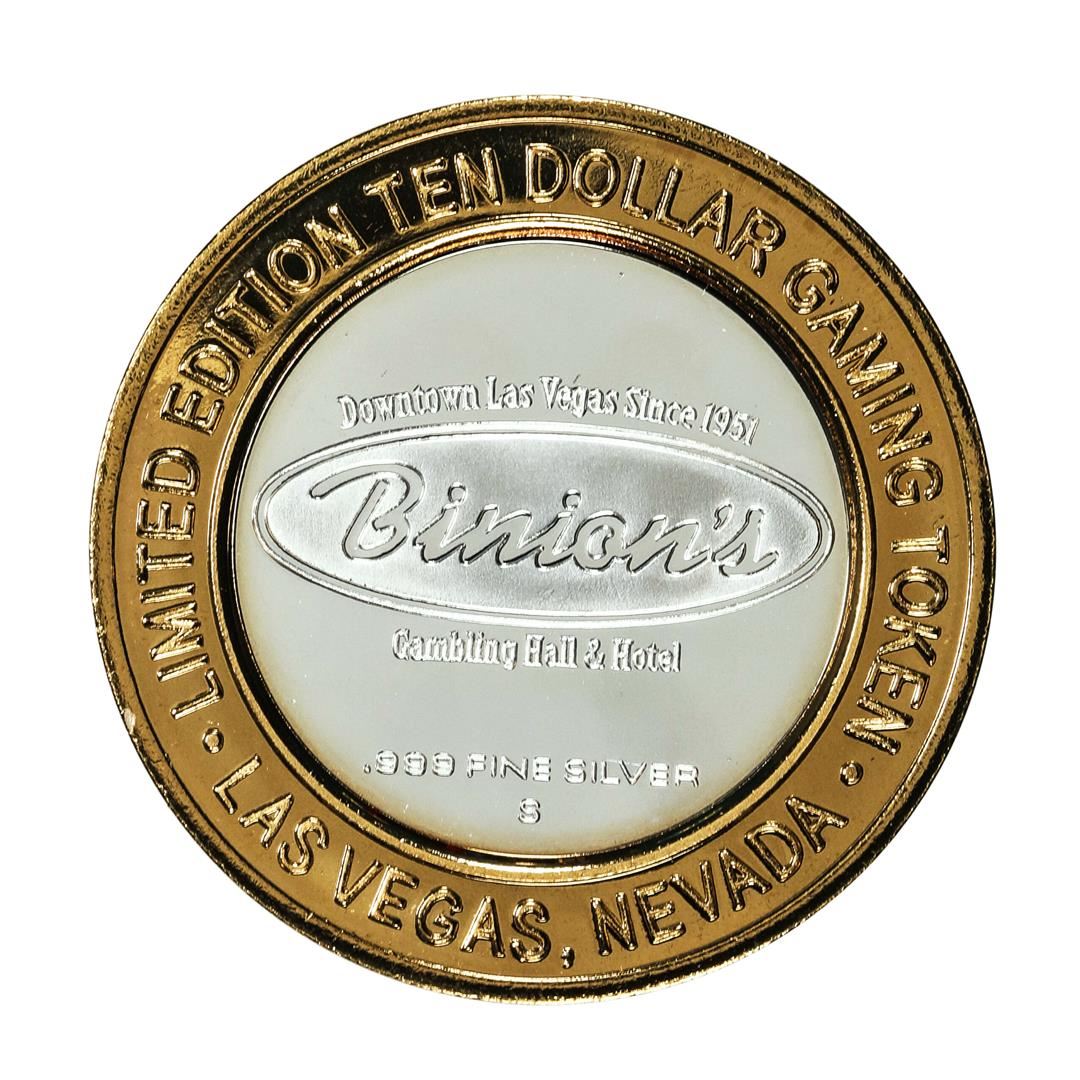 LIMITED EDITION TEN DOLLAR GAMING TOKEN
Downtown Las Vegas Since 1951
Binion's
Gambling Hall & Hotel
.999 FINE SILVER
S
• LAS VEGAS, NEVADA •